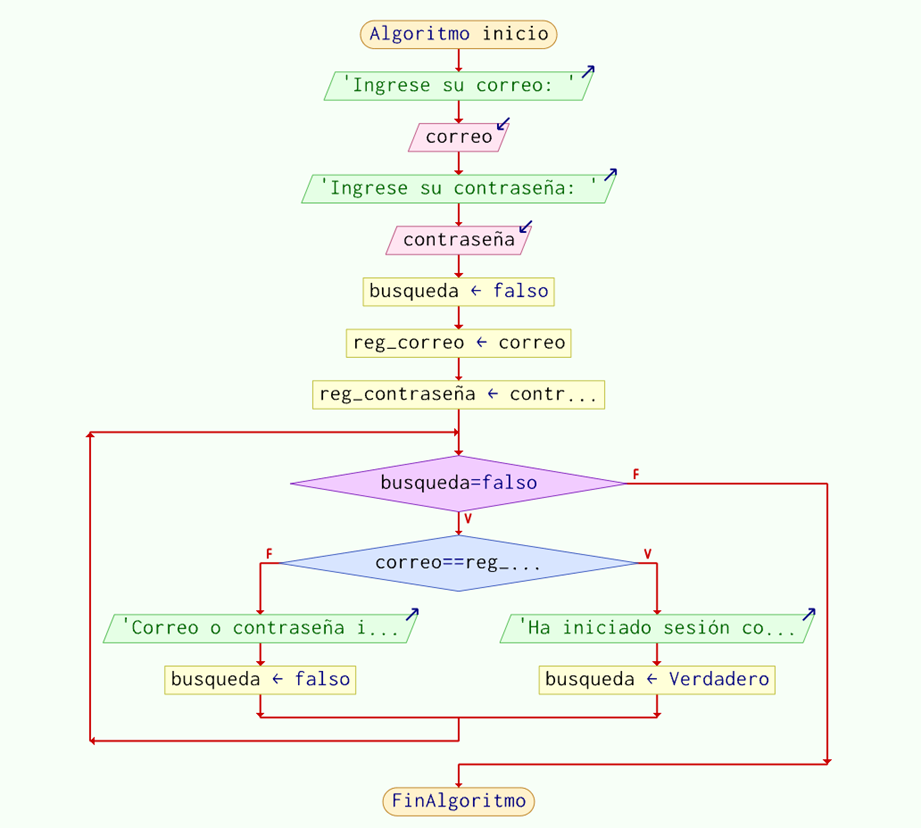 Algoritmo inicio
'Ingrese su correo: '
correo
'Ingrese su contraseña: '
contraseña
busqueda ← falso
reg_correo ← correo
reg_contraseña ← contr...
busqueda=falso
F
V
correo==reg_...
F
V
'Correo o contraseña i...
'Ha iniciado sesión co...
busqueda ← falso
busqueda ← Verdadero
FinAlgoritmo